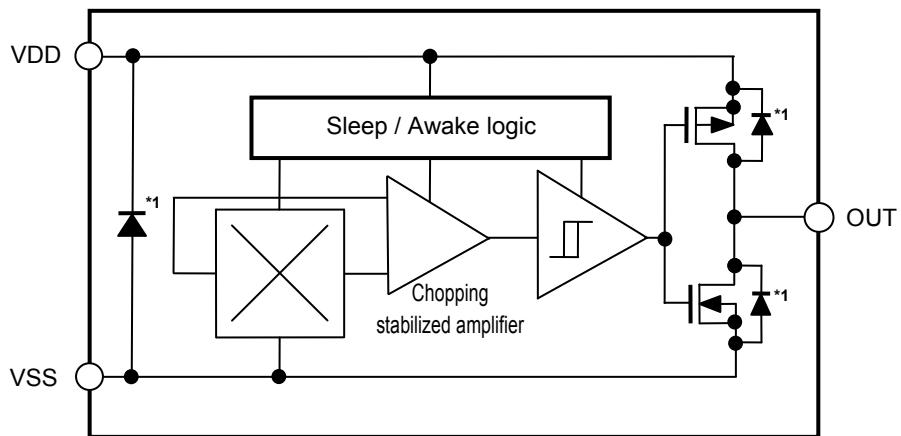 VDD
*1
Sleep / Awake logic
*1
OUT
Chopping
stabilized amplifier
*1
VSS